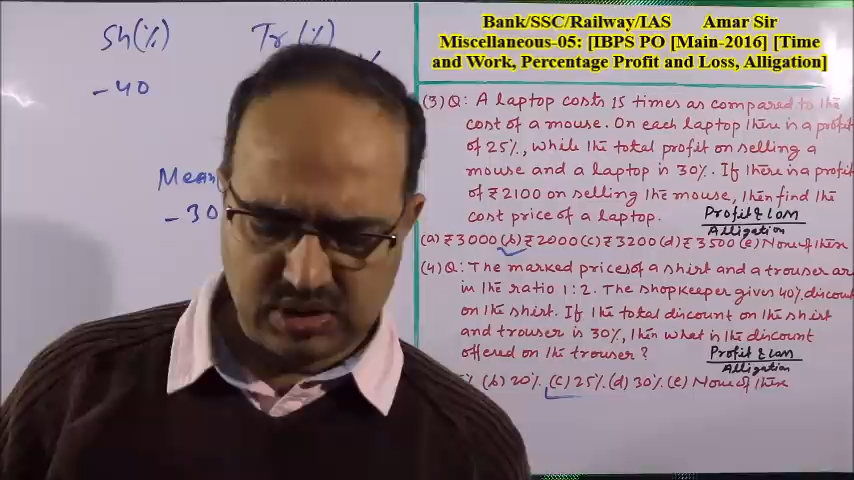 Sh(%) Tr(%)
-40
Mean
-30
Bank/SSC/Railway/IAS Amar Sir
Miscellaneous-05: [IBPS PO [Main-2016] [Time
and Work, Percentage Profit and Loss, Alligation]
(3) Q: A laptop costs 15 times as compared to the
cost of a mouse. On each laptop there is a profit
of 25%, while the total profit on selling a
mouse and a laptop is 30%. If there is a profit
of ₹2100 on selling the mouse, then find the
cost price of a laptop. Profit & Loss
Alligation
(a) ₹3000 (b) ₹2000 (c) ₹3200 (d) ₹3500 (e) None of these
(4) Q: The marked prices of a shirt and a trouser ar
in the ratio 1:2. The shopkeeper gives 40% discount
on the shirt. If the total discount on the shirt
and trouser is 30%, then what is the discount
offered on the trouser? Profit & Loss
Alligation
% (b) 20% (c) 25% (d) 30% (e) None of these